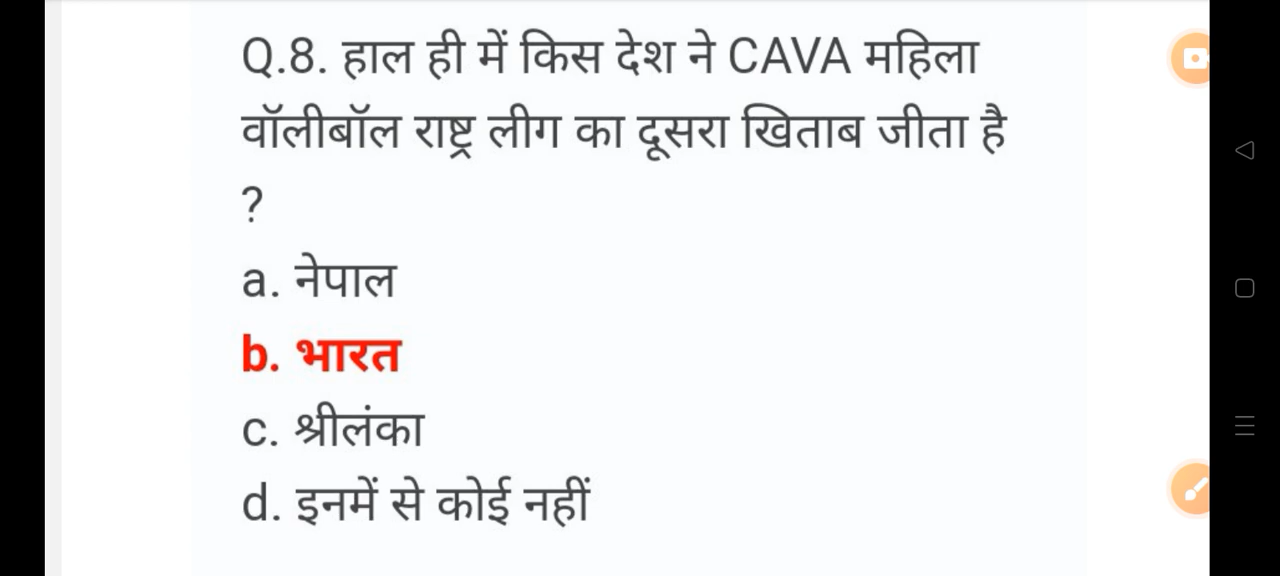 Q.8. हाल ही में किस देश ने CAVA महिला
वॉलीबॉल राष्ट्र लीग का दूसरा खिताब जीता है
?
a. नेपाल
b. भारत
c. श्रीलंका
d. इनमें से कोई नहीं